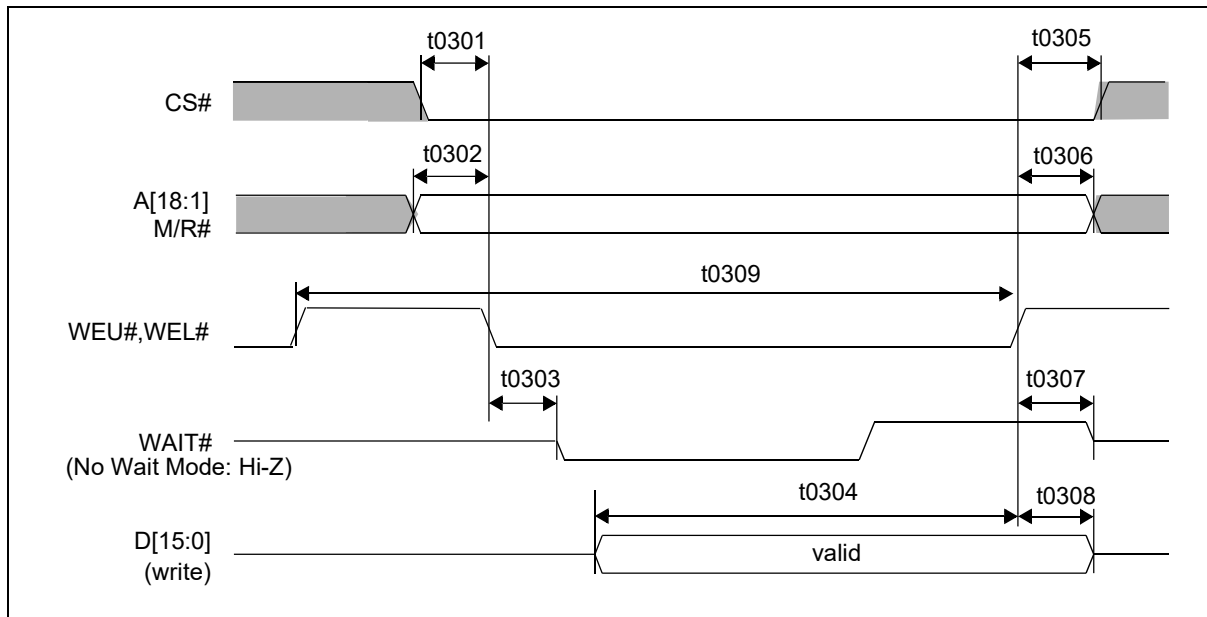 t0301
t0305
CS#
t0302
t0306
A[18:1]
M/R#
t0309
WEU#,WEL#
t0303
t0307
WAIT#
(No Wait Mode: Hi-Z)
t0304
t0308
D[15:0]
valid
(write)